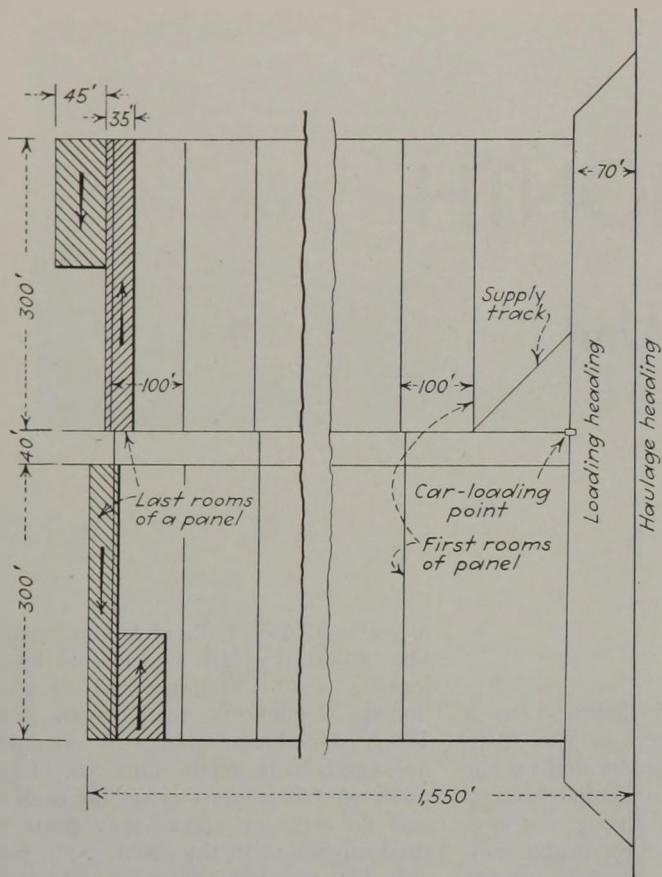 45'
35'
70'
300'
Supply
track
100'
100'
40'
Last rooms
of a panel
Car-loading
point
First rooms
of panel
Loading heading
Haulage heading
300'
1,550'